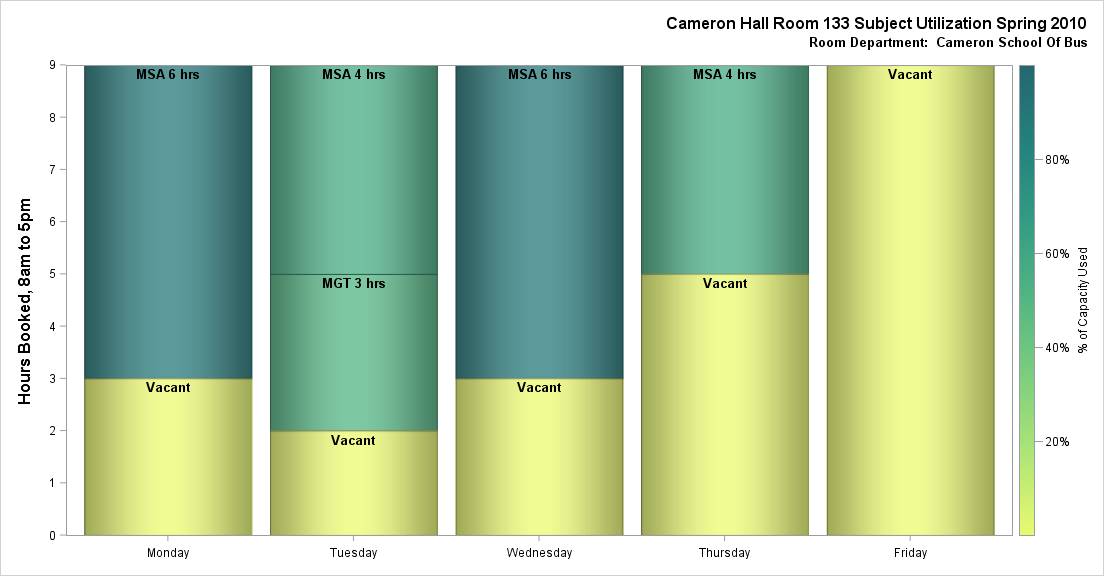 Cameron Hall Room 133 Subject Utilization Spring 2010
Room Department: Cameron School Of Bus
Hours Booked, 8am to 5pm
9
8
7
6
5
4
3
2
1
0
MSA 6 hrs
Vacant
MSA 4 hrs
MGT 3 hrs
Vacant
MSA 6 hrs
Vacant
MSA 4 hrs
Vacant
Vacant
Monday
Tuesday
Wednesday
Thursday
Friday
80%
60%
40%
20%
% of Capacity Used